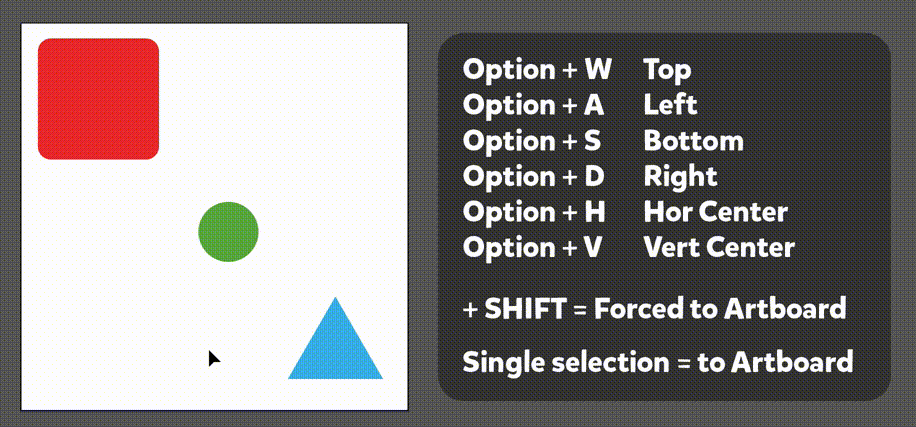 Option + W Top
Option + A Left
Option + S Bottom
Option + D Right
Option + H Hor Center
Option + V Vert Center
+ SHIFT = Forced to Artboard
Single selection = to Artboard